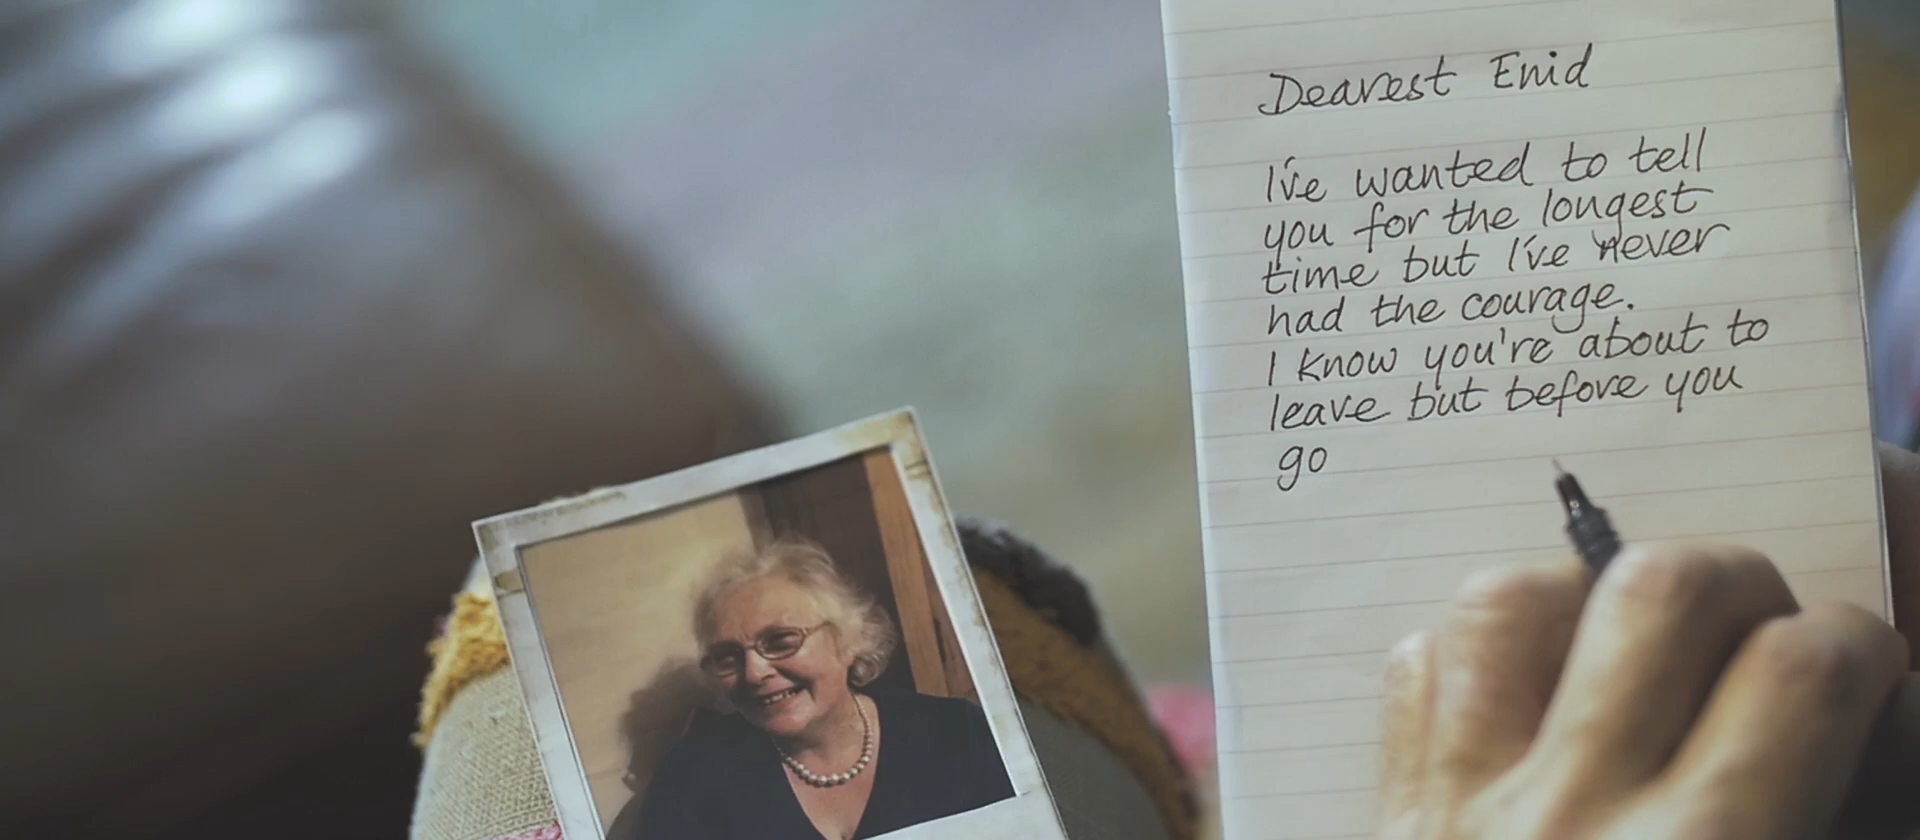 Dearest Enid
I've wanted to tell
you for the longest
time but I've never
had the courage.
I know you're about to
leave but before you
go